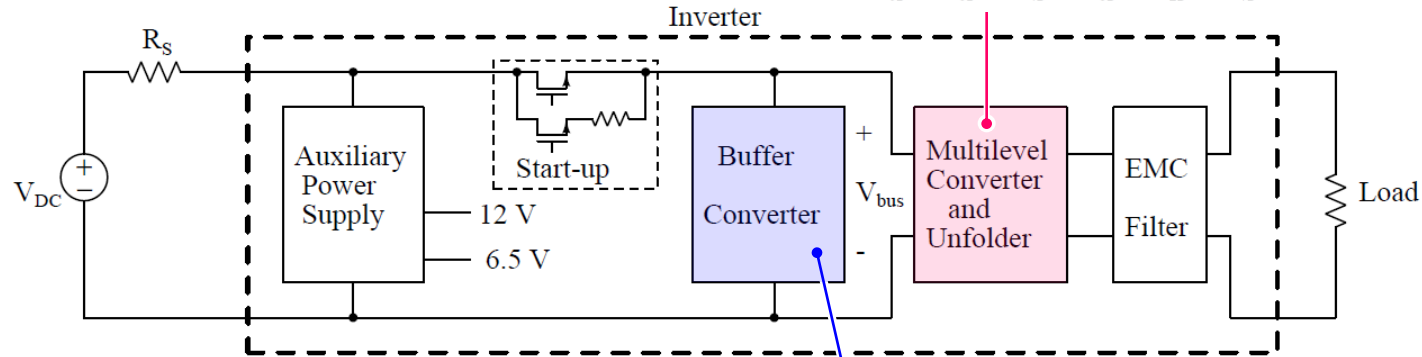 Inverter
R_S
V_DC
+
−
Auxiliary
Power
Supply
12 V
6.5 V
Start-up
Buffer
Converter
+
V_bus
-
Multilevel
Converter
and
Unfolder
EMC
Filter
Load